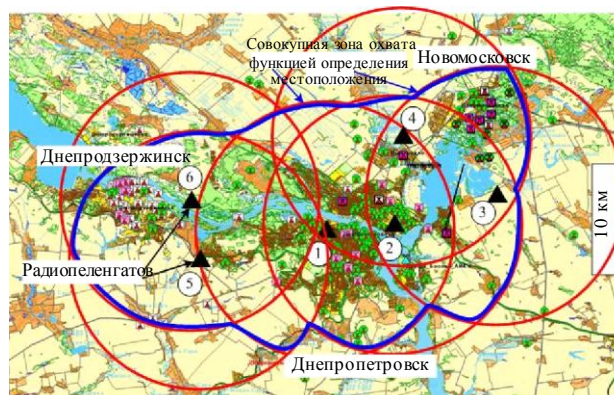 Совокупная зона охвата
функцией определения
местоположения
Новомосковск
4
Днепродзержинск
6
3
10 км
2
1
Радиопеленгатов
5
Днепропетровск